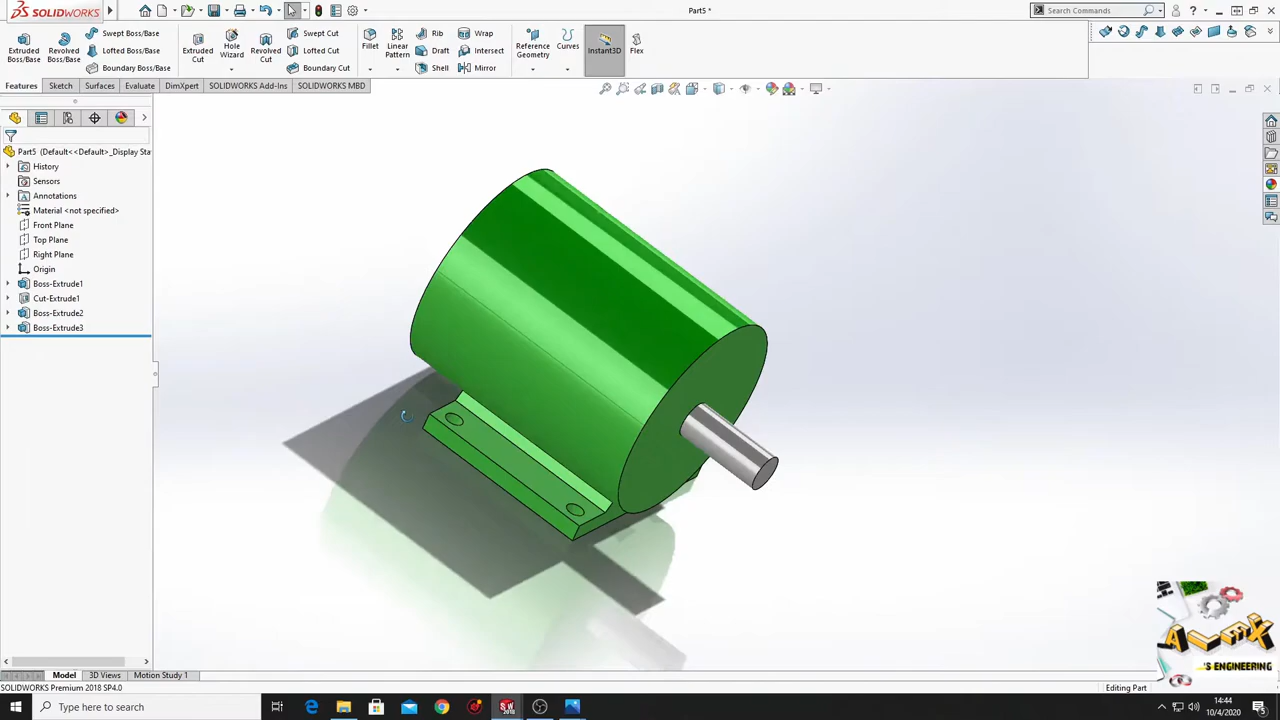 SOLIDWORKS
Part5 *
Search Commands
Extruded Boss/Base
Revolved Boss/Base
Swept Boss/Base
Lofted Boss/Base
Boundary Boss/Base
Extruded Cut
Hole Wizard
Revolved Cut
Swept Cut
Lofted Cut
Boundary Cut
Fillet
Linear Pattern
Rib
Draft
Shell
Wrap
Intersect
Mirror
Reference Geometry
Curves
Instant3D
Flex
Features
Sketch
Surfaces
Evaluate
DimXpert
SOLIDWORKS Add-Ins
SOLIDWORKS MBD
Part5 (Default<<Default>_Display Sta
History
Sensors
Annotations
Material <not specified>
Front Plane
Top Plane
Right Plane
Origin
Boss-Extrude1
Cut-Extrude1
Boss-Extrude2
Boss-Extrude3
ALMX
'S ENGINEERING
Model
3D Views
Motion Study 1
SOLIDWORKS Premium 2018 SP4.0
Editing Part
Type here to search
14:44
10/4/2020